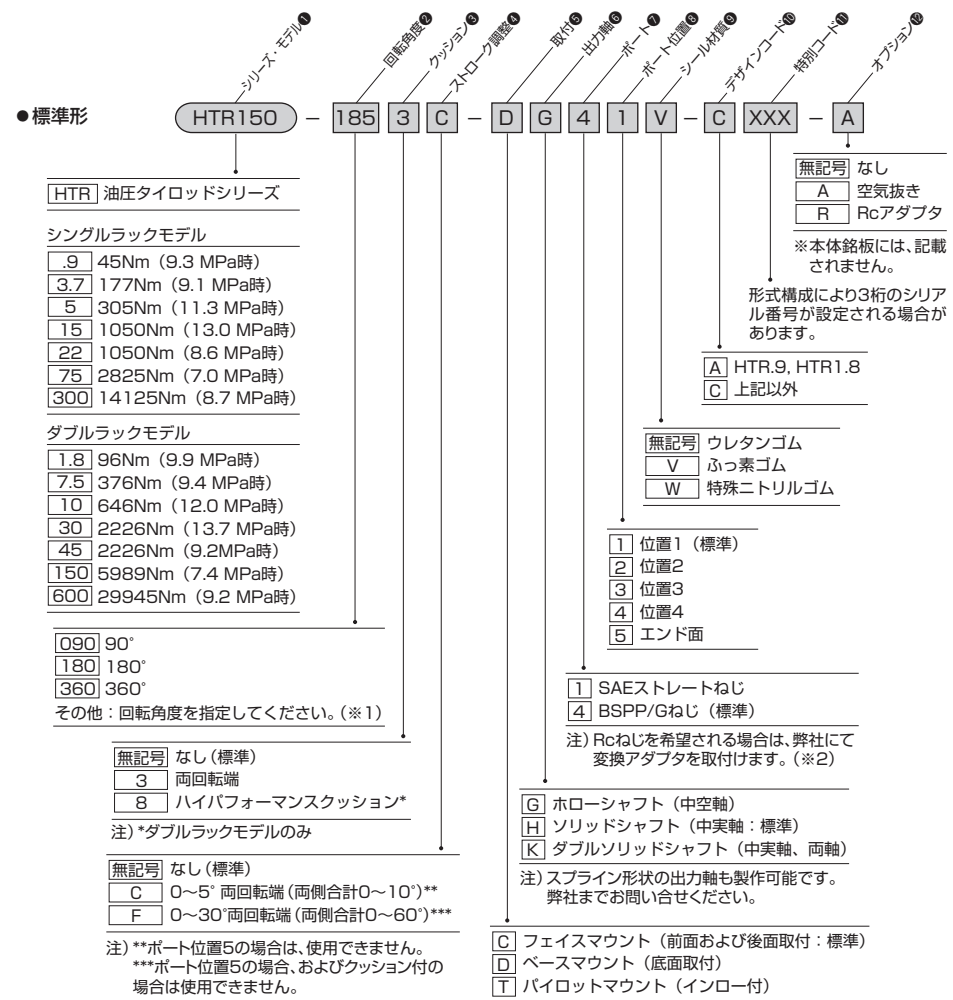 シリーズ・モデル❶
回転角度❷
クッション❸
ストローク調整❹
取付❺
出力軸❻
ポート❼
ポート位置❽
シール材質❾
デザインコード❿
特別コード⓫
オプション⓬
●標準形 HTR150 － 185 3 C － D G 4 1 V － C XXX － A
HTR 油圧タイロッドシリーズ
シングルラックモデル
.9 45Nm（9.3 MPa時）
3.7 177Nm（9.1 MPa時）
5 305Nm（11.3 MPa時）
15 1050Nm（13.0 MPa時）
22 1050Nm（8.6 MPa時）
75 2825Nm（7.0 MPa時）
300 14125Nm（8.7 MPa時）
ダブルラックモデル
1.8 96Nm（9.9 MPa時）
7.5 376Nm（9.4 MPa時）
10 646Nm（12.0 MPa時）
30 2226Nm（13.7 MPa時）
45 2226Nm（9.2MPa時）
150 5989Nm（7.4 MPa時）
600 29945Nm（9.2 MPa時）
090 90°
180 180°
360 360°
その他：回転角度を指定してください。（※1）
無記号 なし（標準）
3 両回転端
8 ハイパフォーマンスクッション*
注）*ダブルラックモデルのみ
無記号 なし（標準）
C 0～5° 両回転端（両側合計0～10°）**
F 0～30°両回転端（両側合計0～60°）***
注）**ポート位置5の場合は、使用できません。
***ポート位置5の場合、およびクッション付の
場合は使用できません。
無記号 なし
A 空気抜き
R Rcアダプタ
※本体銘板には、記載
されません。
形式構成により3桁のシリア
ル番号が設定される場合が
あります。
A HTR.9, HTR1.8
C 上記以外
無記号 ウレタンゴム
V ふっ素ゴム
W 特殊ニトリルゴム
1 位置1（標準）
2 位置2
3 位置3
4 位置4
5 エンド面
1 SAEストレートねじ
4 BSPP/Gねじ（標準）
注）Rcねじを希望される場合は、弊社にて
変換アダプタを取付けます。（※2）
G ホローシャフト（中空軸）
H ソリッドシャフト（中実軸：標準）
K ダブルソリッドシャフト（中実軸、両軸）
注）スプライン形状の出力軸も製作可能です。
弊社までお問い合せください。
C フェイスマウント（前面および後面取付：標準）
D ベースマウント（底面取付）
T パイロットマウント（インロー付）